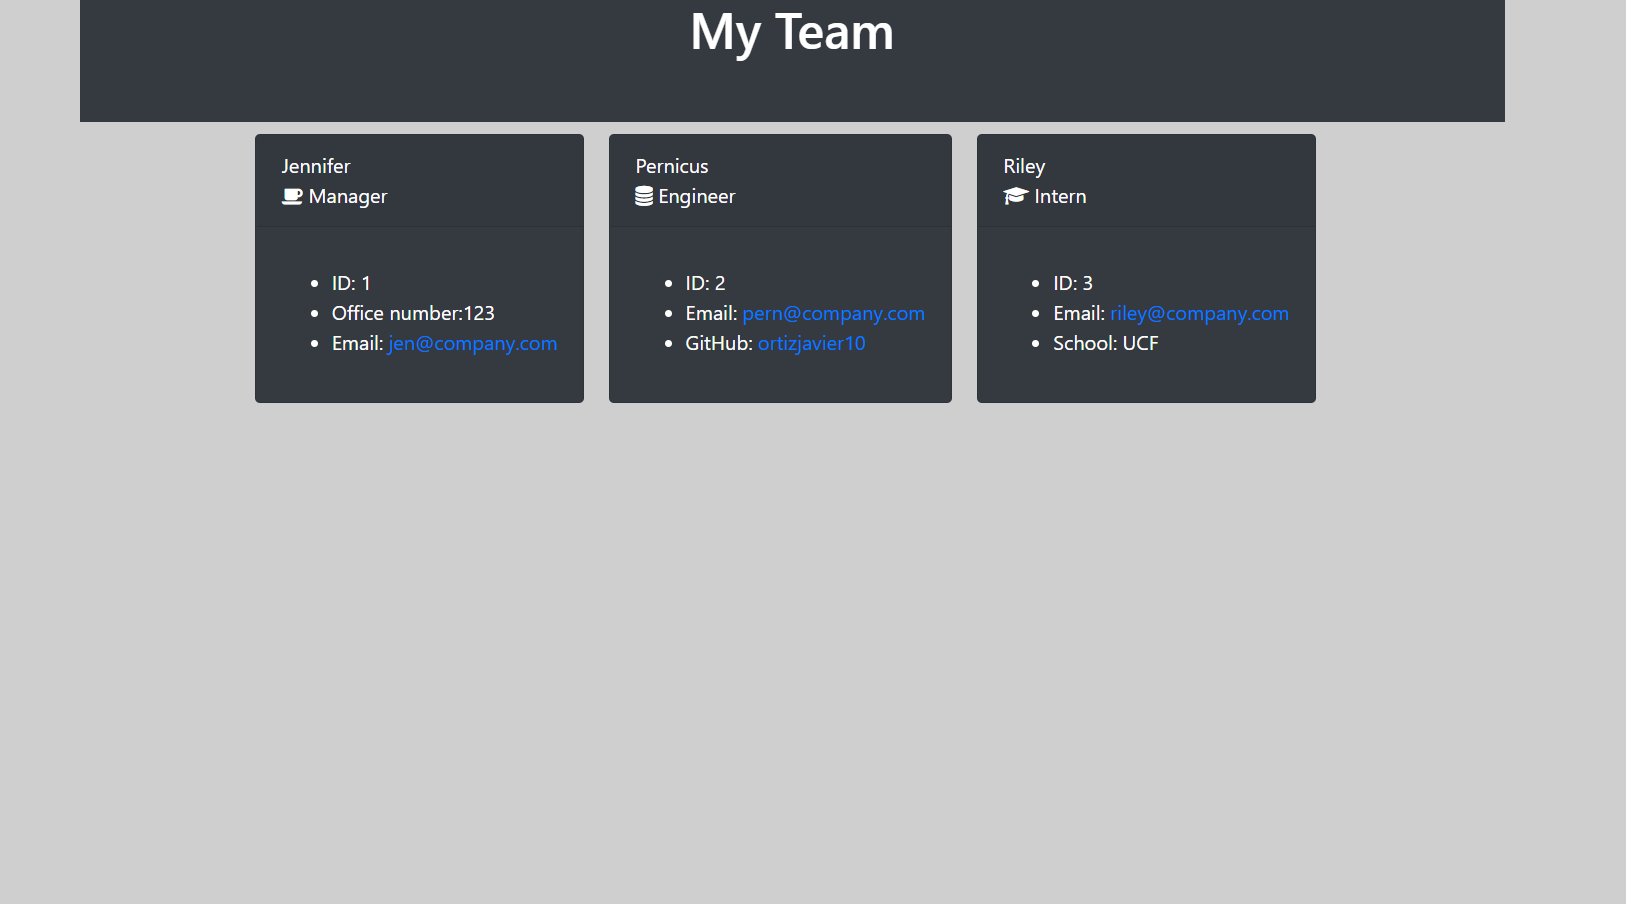 My Team
Jennifer
Manager
ID: 1
Office number:123
Email: jen@company.com
Pernicus
Engineer
ID: 2
Email: pern@company.com
GitHub: ortizjavier10
Riley
Intern
ID: 3
Email: riley@company.com
School: UCF